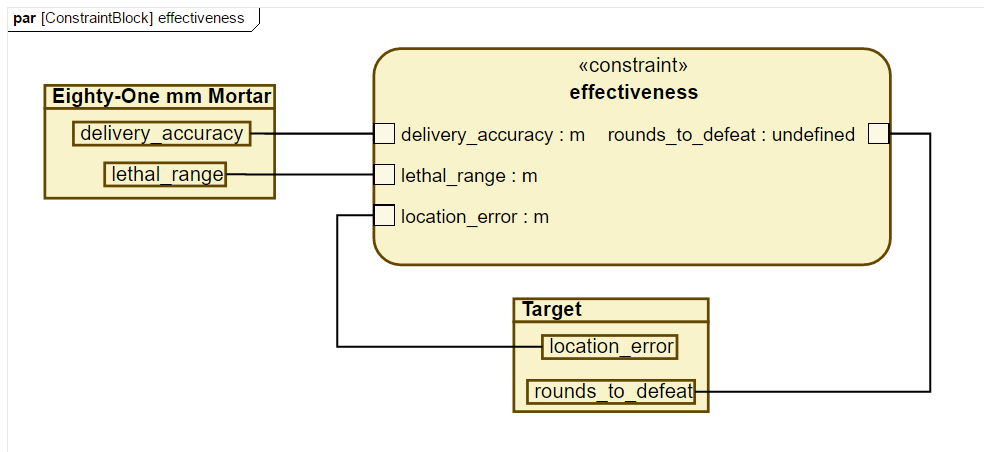 par [ConstraintBlock] effectiveness
«constraint»
effectiveness
Eighty-One mm Mortar
delivery_accuracy
lethal_range
delivery_accuracy : m rounds_to_defeat : undefined
lethal_range : m
location_error : m
Target
location_error
rounds_to_defeat